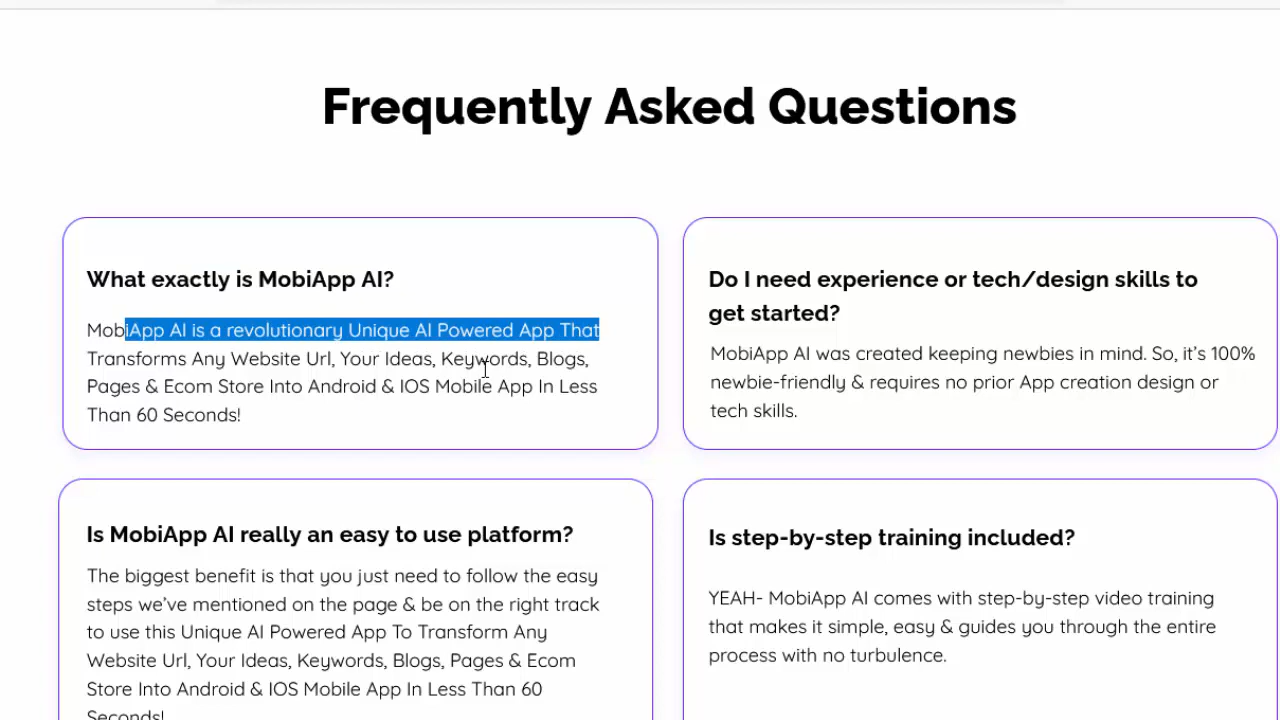 Frequently Asked Questions
What exactly is MobiApp AI?
MobiApp AI is a revolutionary Unique AI Powered App That
Transforms Any Website Url, Your Ideas, Keywords, Blogs,
Pages & Ecom Store Into Android & IOS Mobile App In Less
Than 60 Seconds!
Do I need experience or tech/design skills to
get started?
MobiApp AI was created keeping newbies in mind. So, it’s 100%
newbie-friendly & requires no prior App creation design or
tech skills.
Is MobiApp AI really an easy to use platform?
The biggest benefit is that you just need to follow the easy
steps we’ve mentioned on the page & be on the right track
to use this Unique AI Powered App To Transform Any
Website Url, Your Ideas, Keywords, Blogs, Pages & Ecom
Store Into Android & IOS Mobile App In Less Than 60
Seconds!
Is step-by-step training included?
YEAH- MobiApp AI comes with step-by-step video training
that makes it simple, easy & guides you through the entire
process with no turbulence.